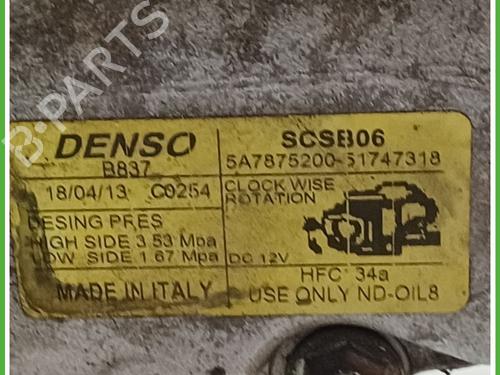 B-PARTS
DENSO
B837
18/04/13 C0254
DESING PRES
HIGH SIDE 3.53 Mpa
LOW SIDE 1.67 Mpa
MADE IN ITALY
SCSB06
5A7875200-51747318
CLOCK WISE
ROTATION
DC 12V
HFC 34a
USE ONLY ND-OIL8